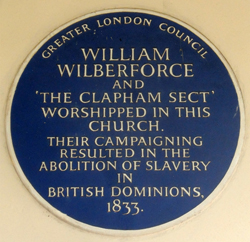 GREATER LONDON COUNCIL
WILLIAM
WILBERFORCE
AND
'THE CLAPHAM SECT'
WORSHIPPED IN THIS
CHURCH.
THEIR CAMPAIGNING
RESULTED IN THE
ABOLITION OF SLAVERY
IN
BRITISH DOMINIONS,
1833.